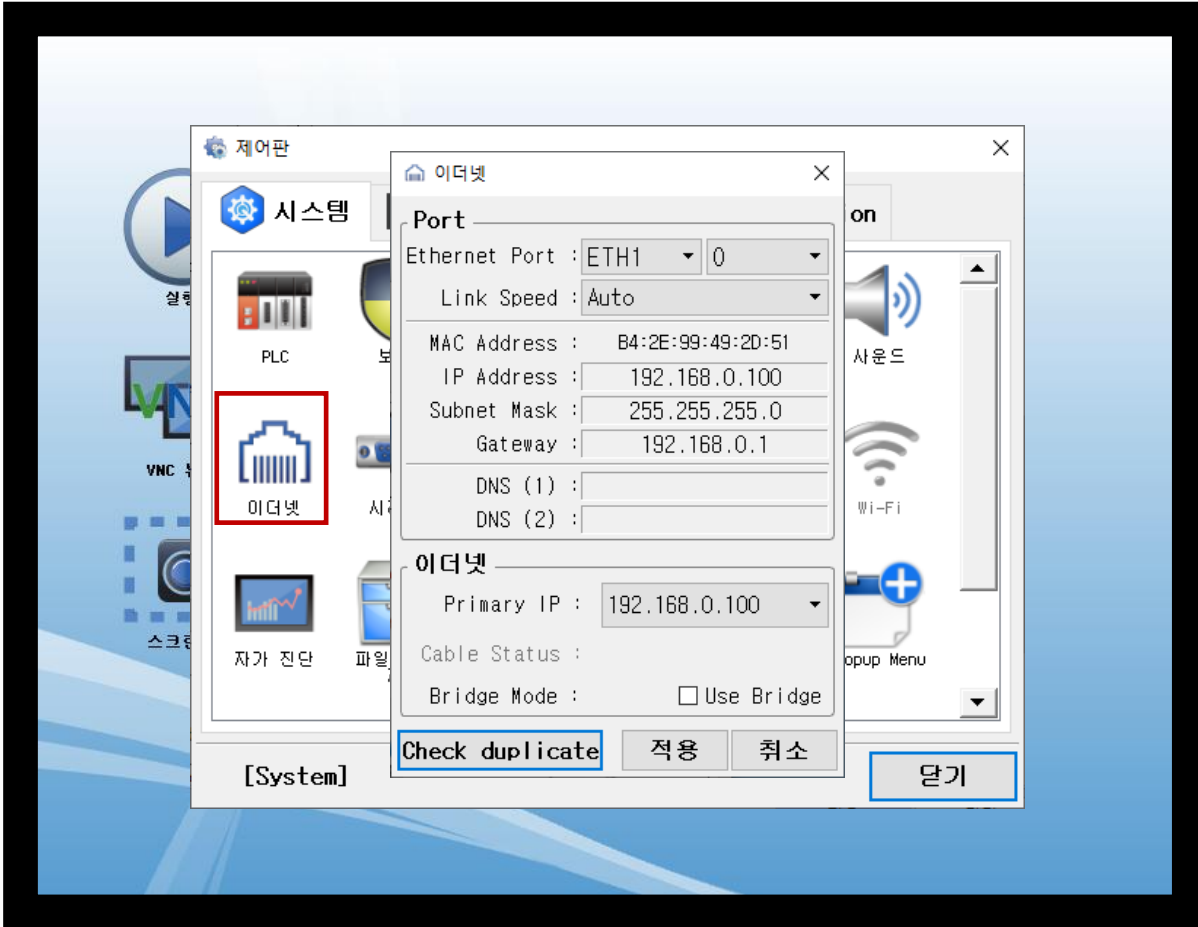 제어판
이더넷
시스템
on
Port
Ethernet Port : ETH1 0
Link Speed : Auto
MAC Address : B4:2E:99:49:2D:51
IP Address : 192.168.0.100
Subnet Mask : 255.255.255.0
Gateway : 192.168.0.1
DNS (1) :
DNS (2) :
이더넷
Primary IP : 192.168.0.100
Cable Status :
Bridge Mode : Use Bridge
Check duplicate 적용 취소
PLC
사운드
VNC
이더넷
Wi-Fi
자가 진단
파일
opup Menu
[System]
닫기